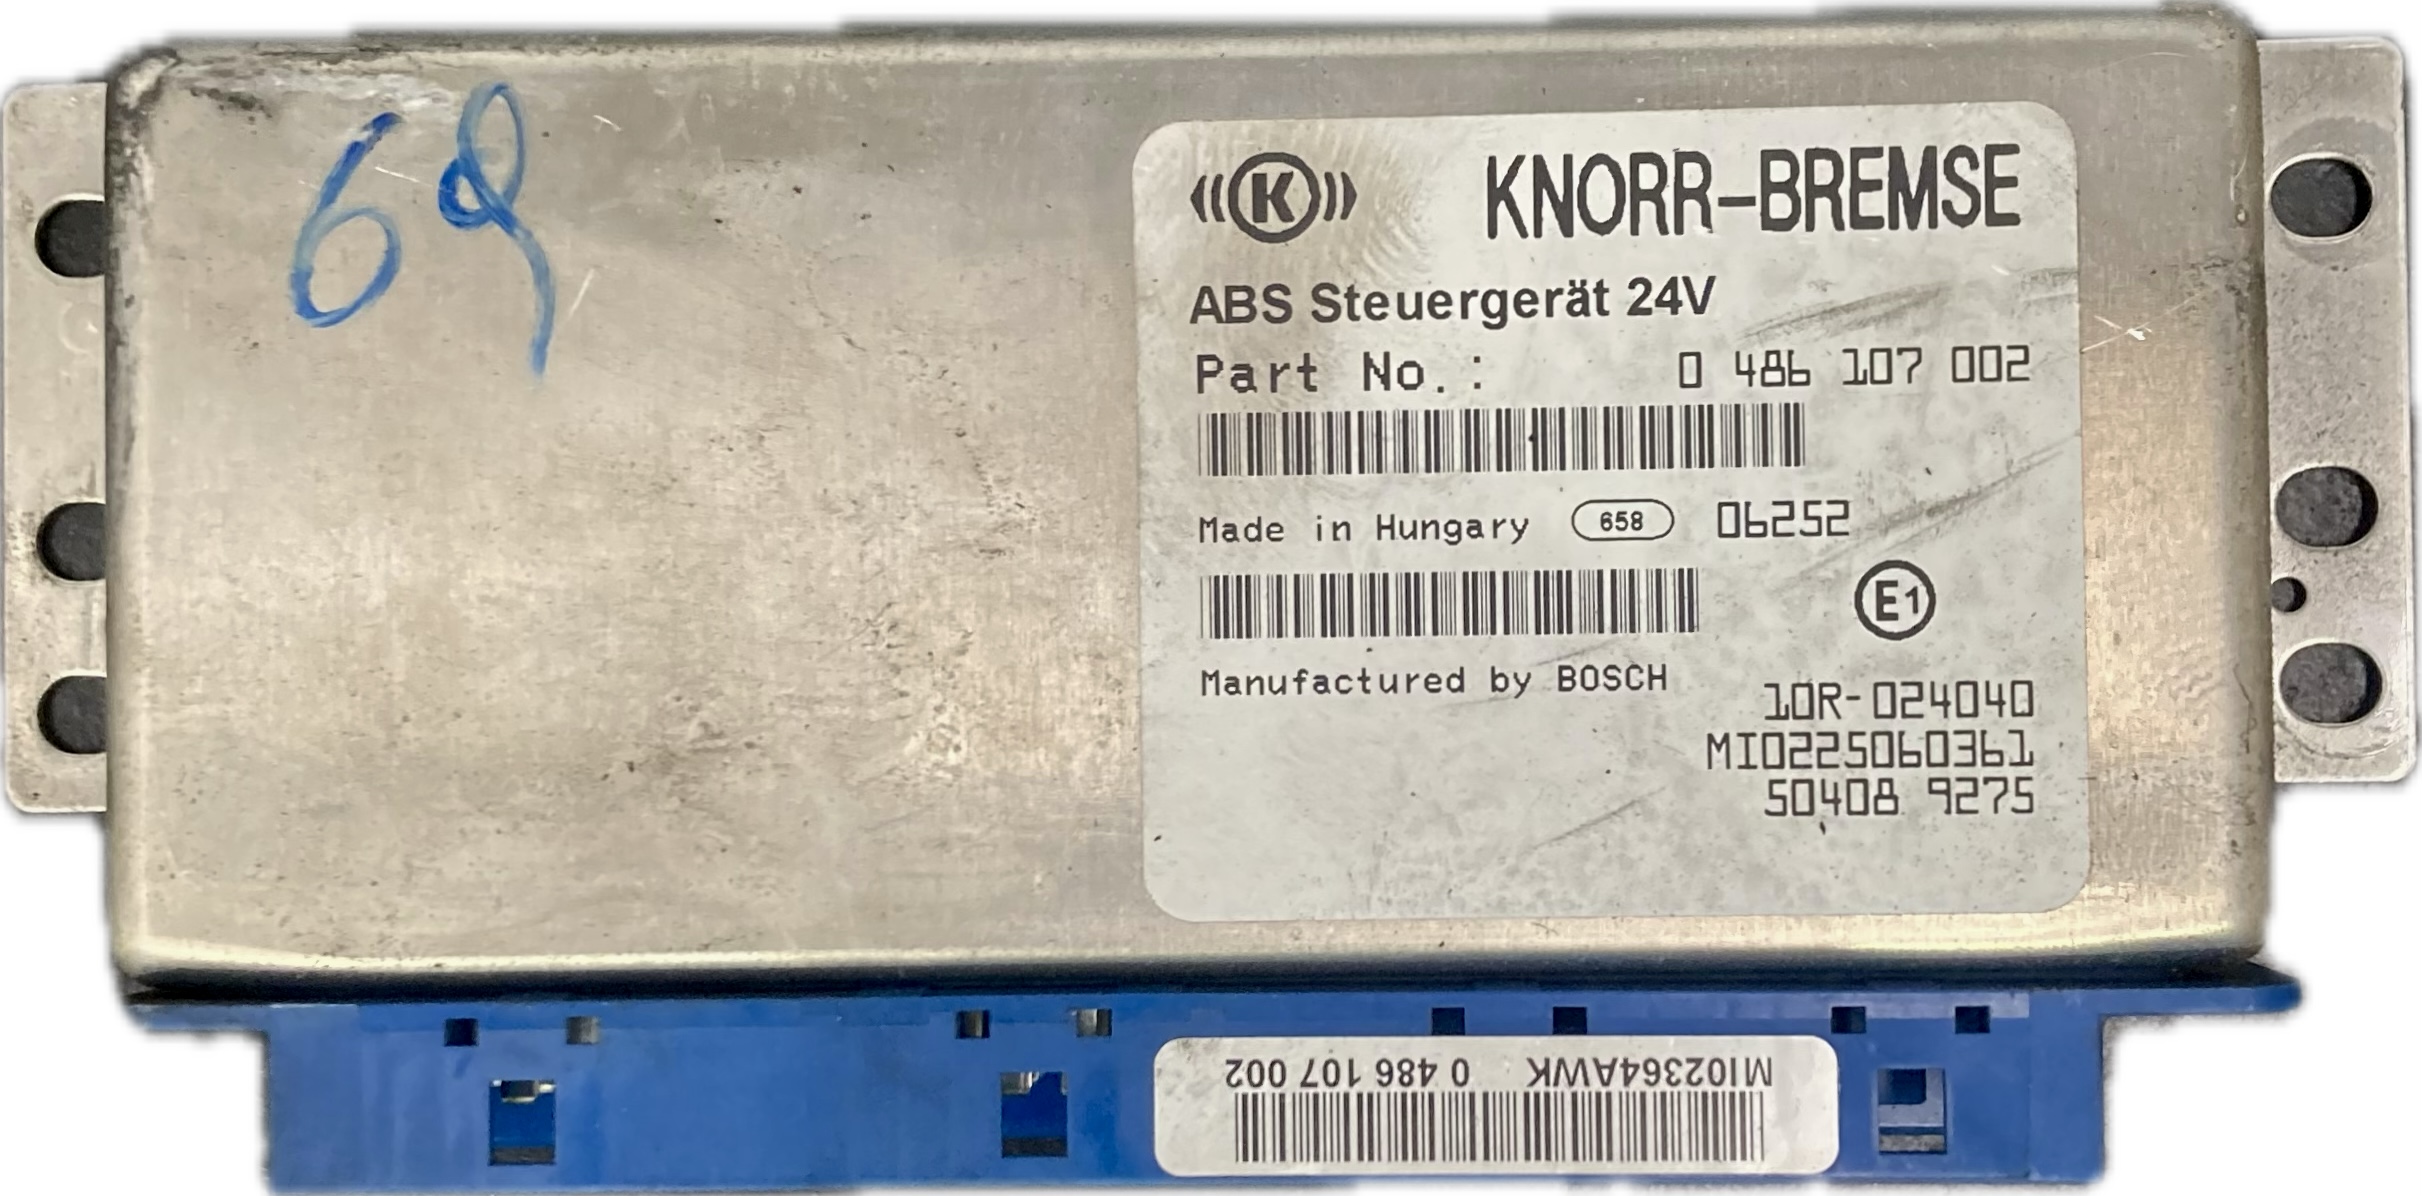 69
K KNORR-BREMSE
ABS Steuergerät 24V
Part No.: 0 486 107 002
Made in Hungary 658 06252
E1
Manufactured by BOSCH
10R-024040
MI0225060361
50408 9275
MI02364AWK 0 486 107 002